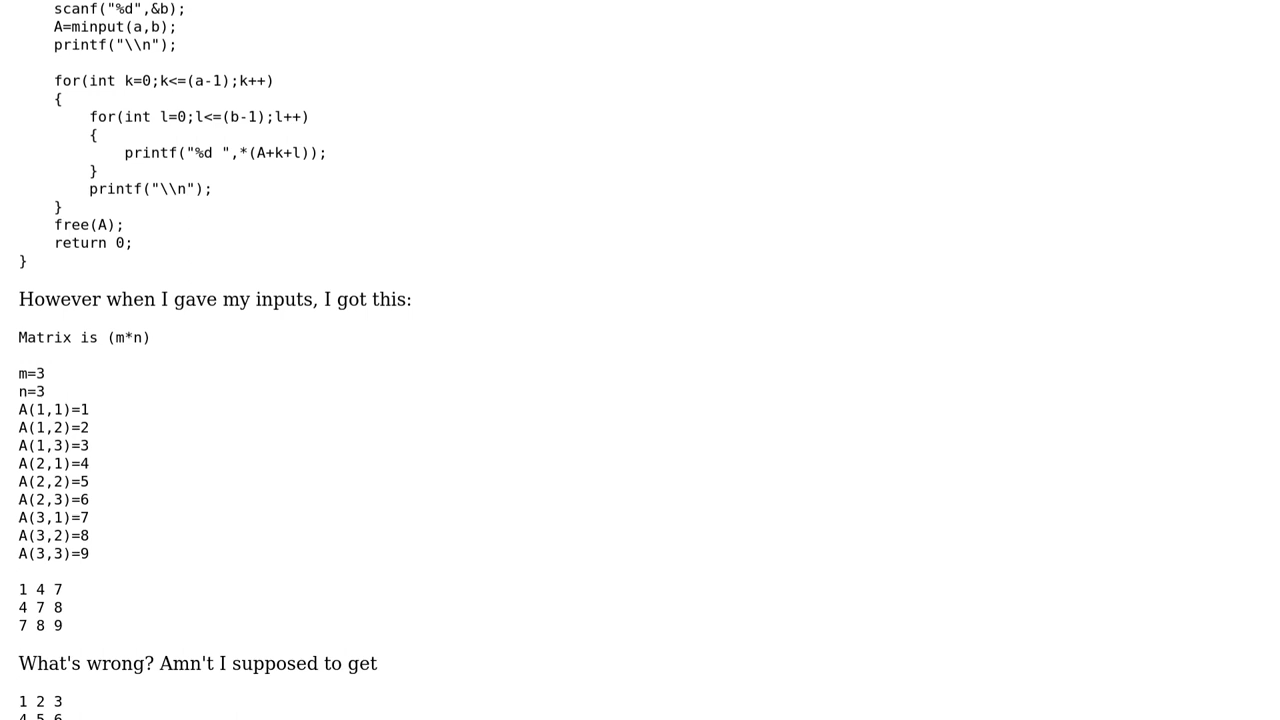 scanf("%d",&b);
    A=minput(a,b);
    printf("\\n");

    for(int k=0;k<=(a-1);k++)
    {
        for(int l=0;l<=(b-1);l++)
        {
            printf("%d ",*(A+k+l));
        }
        printf("\\n");
    }
    free(A);
    return 0;
}
However when I gave my inputs, I got this:
Matrix is (m*n)

m=3
n=3
A(1,1)=1
A(1,2)=2
A(1,3)=3
A(2,1)=4
A(2,2)=5
A(2,3)=6
A(3,1)=7
A(3,2)=8
A(3,3)=9

1 4 7
4 7 8
7 8 9
What's wrong? Amn't I supposed to get
1 2 3
4 5 6